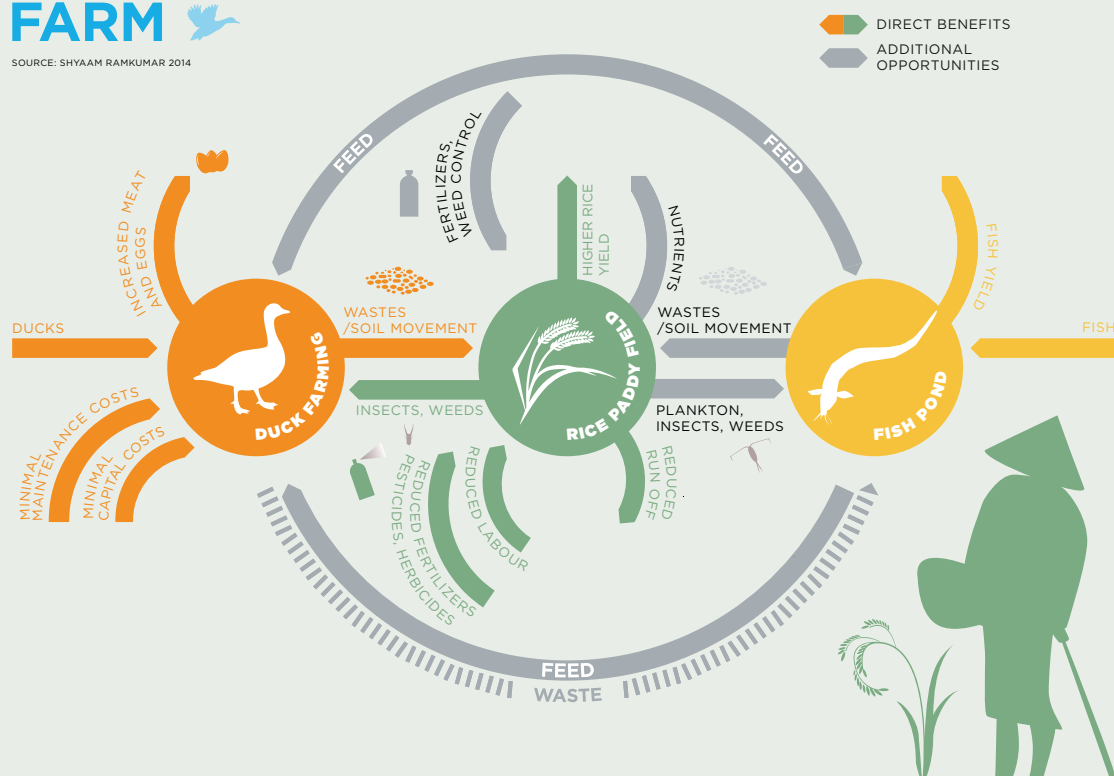 FARM
SOURCE: SHYAAM RAMKUMAR 2014
DIRECT BENEFITS
ADDITIONAL
OPPORTUNITIES
FEED
FEED
FERTILIZERS,
WEED CONTROL
HIGHER RICE
YIELD
NUTRIENTS
INCREASED MEAT
AND EGGS
FISH YIELD
DUCKS
WASTES
/SOIL MOVEMENT
WASTES
/SOIL MOVEMENT
FISH
DUCK FARMING
RICE PADDY FIELD
FISH POND
INSECTS, WEEDS
PLANKTON,
INSECTS, WEEDS
MINIMAL
MAINTENANCE COSTS
MINIMAL
CAPITAL COSTS
REDUCED FERTILIZERS
PESTICIDES, HERBICIDES
REDUCED LABOUR
REDUCED
RUN OFF
FEED
WASTE